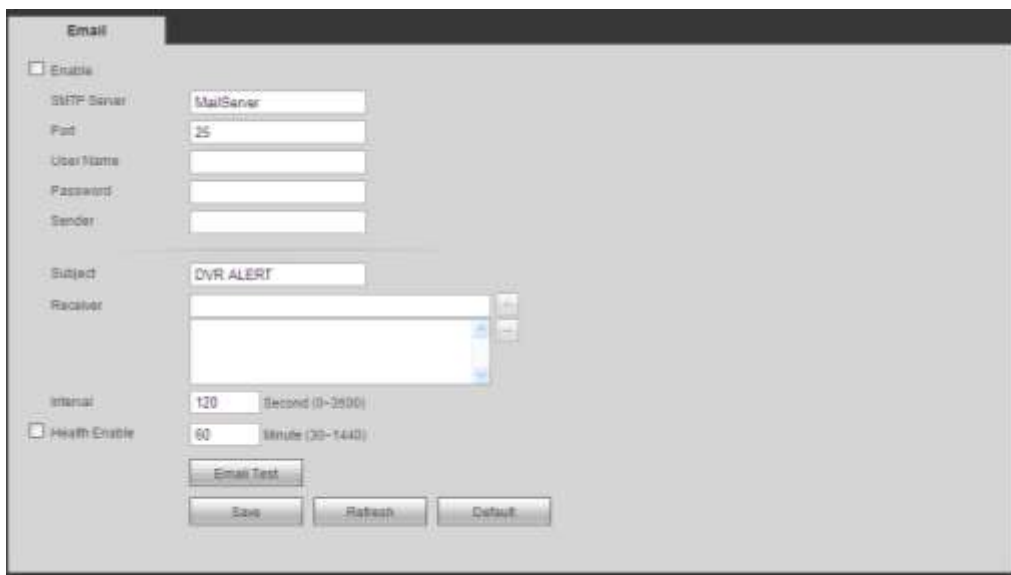 Email
Enable
SMTP Server MailServer
Port 25
User Name
Password
Sender
Subject DVR ALERT
Receiver
Interval 120 Second (0~3600)
Health Enable 60 Minute (30~1440)
Email Test
Save Refresh Default